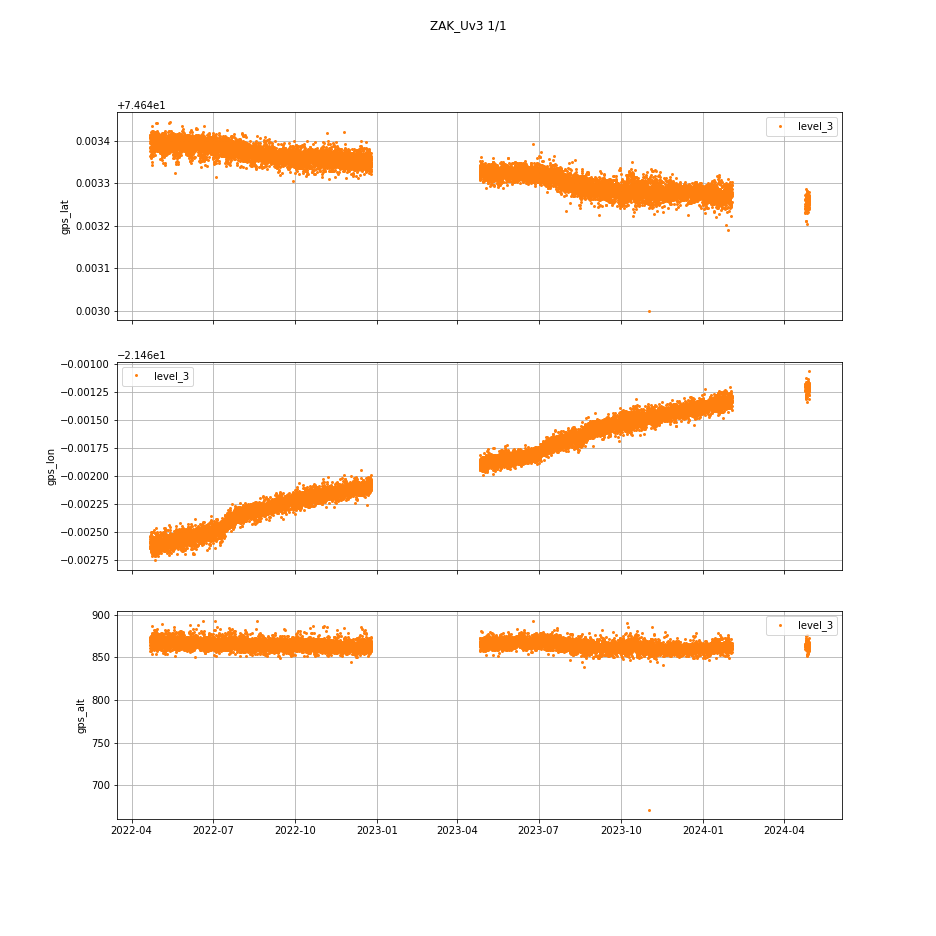 ZAK_Uv3 1/1
+7.464e1
0.0034
0.0033
0.0032
0.0031
0.0030
gps_lat
level_3
−2.146e1
−0.00100
−0.00125
−0.00150
−0.00175
−0.00200
−0.00225
−0.00250
−0.00275
gps_lon
level_3
900
850
800
750
700
gps_alt
level_3
2022-04 2022-07 2022-10 2023-01 2023-04 2023-07 2023-10 2024-01 2024-04